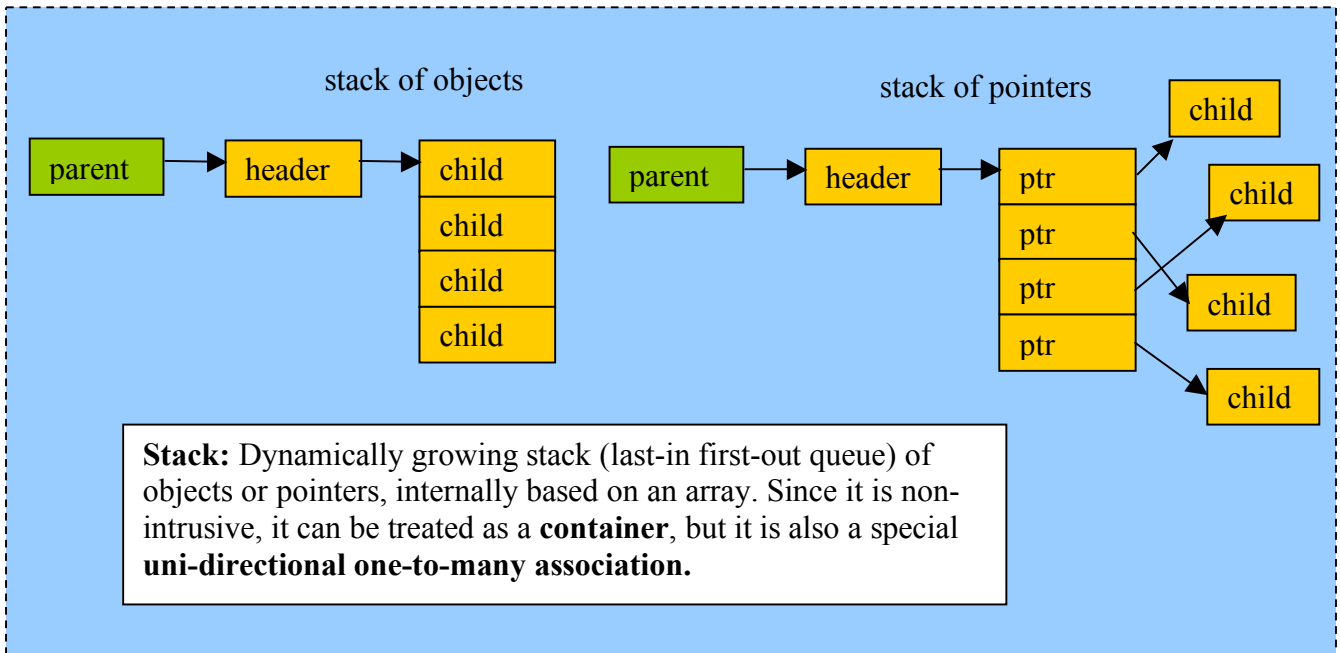 stack of objects
stack of pointers
parent
header
child
child
child
child
parent
header
ptr
ptr
ptr
ptr
child
child
child
child
Stack: Dynamically growing stack (last-in first-out queue) of
objects or pointers, internally based on an array. Since it is non-
intrusive, it can be treated as a container, but it is also a special
uni-directional one-to-many association.